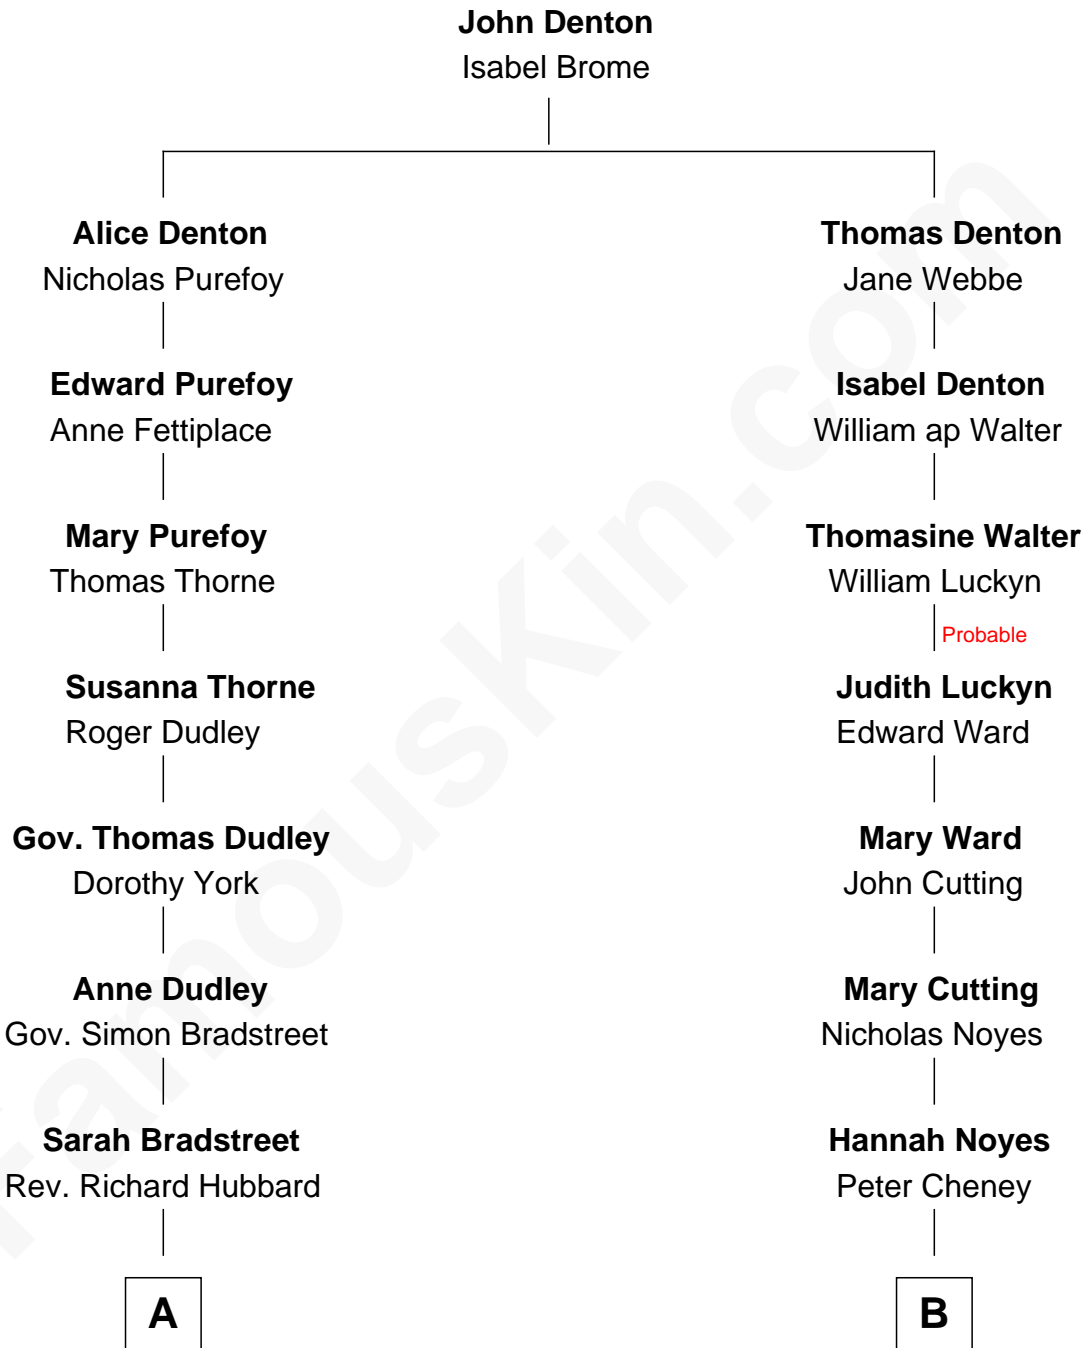 John Denton
Isabel Brome
Alice Denton
Nicholas Purefoy
Thomas Denton
Jane Webbe
Edward Purefoy
Anne Fettiplace
Isabel Denton
William ap Walter
Mary Purefoy
Thomas Thorne
Thomasine Walter
William Luckyn
Probable
Susanna Thorne
Roger Dudley
Judith Luckyn
Edward Ward
Gov. Thomas Dudley
Dorothy York
Mary Ward
John Cutting
Anne Dudley
Gov. Simon Bradstreet
Mary Cutting
Nicholas Noyes
Sarah Bradstreet
Rev. Richard Hubbard
Hannah Noyes
Peter Cheney
A
B
FamousKin.com